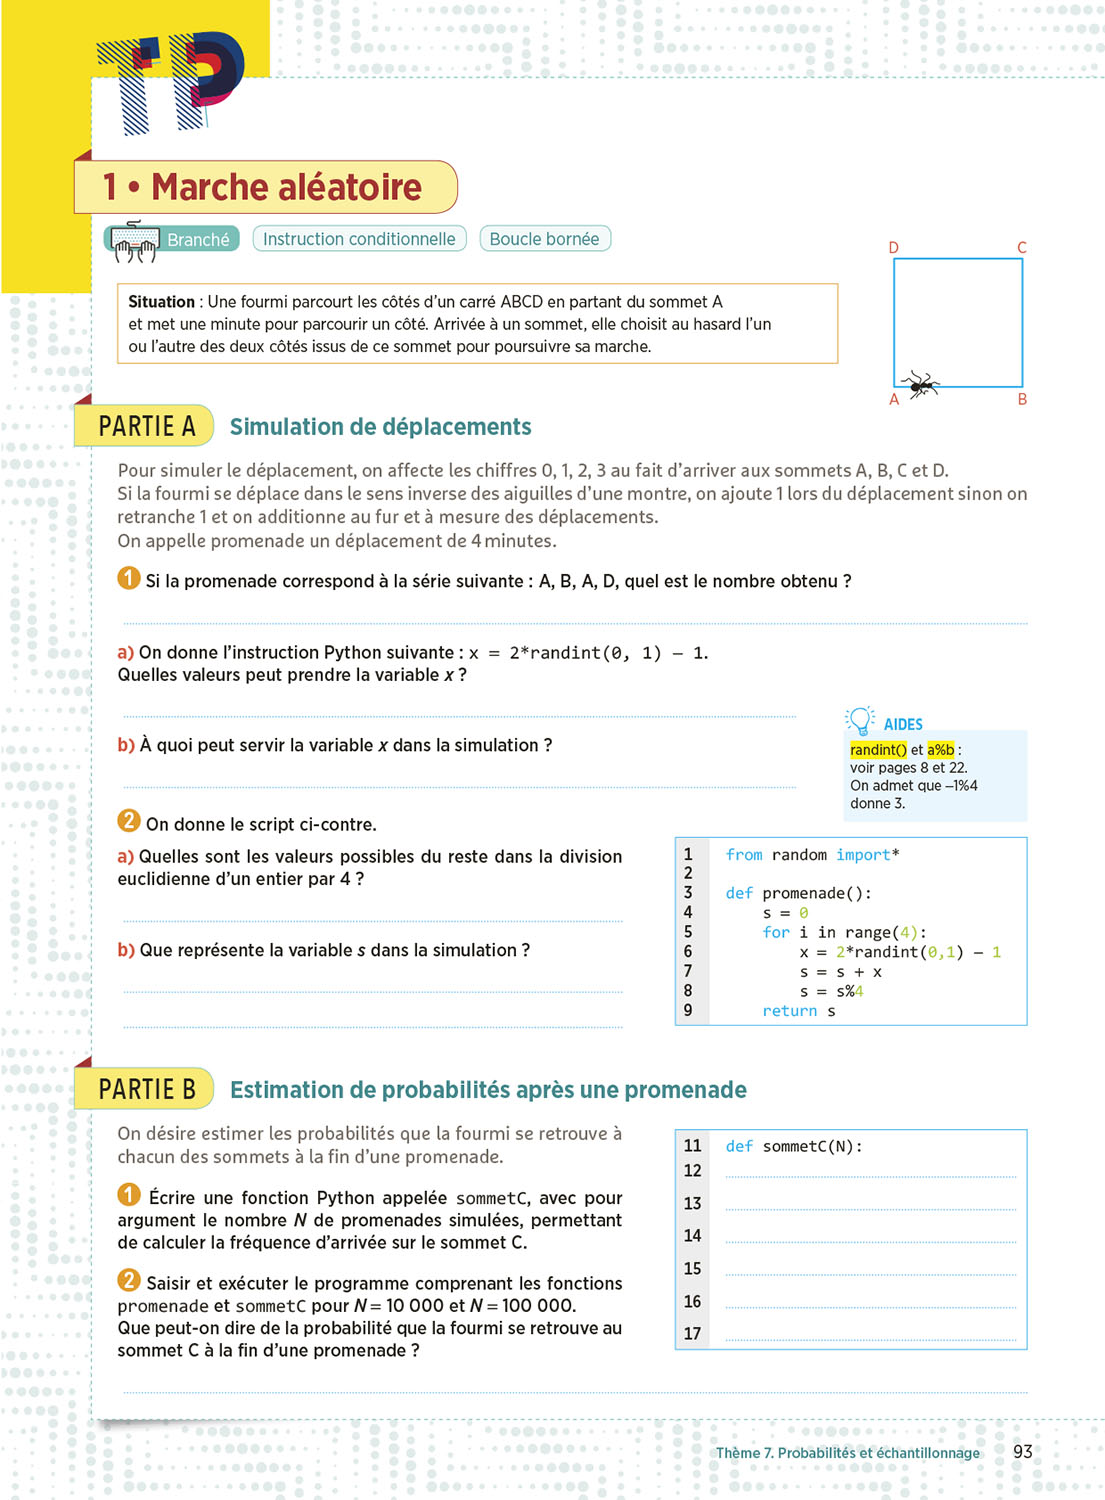 TP
1 • Marche aléatoire
Branché
Instruction conditionnelle
Boucle bornée
Situation : Une fourmi parcourt les côtés d’un carré ABCD en partant du sommet A
et met une minute pour parcourir un côté. Arrivée à un sommet, elle choisit au hasard l’un
ou l’autre des deux côtés issus de ce sommet pour poursuivre sa marche.
D C
A B
PARTIE A Simulation de déplacements
Pour simuler le déplacement, on affecte les chiffres 0, 1, 2, 3 au fait d’arriver aux sommets A, B, C et D.
Si la fourmi se déplace dans le sens inverse des aiguilles d’une montre, on ajoute 1 lors du déplacement sinon on
retranche 1 et on additionne au fur et à mesure des déplacements.
On appelle promenade un déplacement de 4 minutes.
1 Si la promenade correspond à la série suivante : A, B, A, D, quel est le nombre obtenu ?
a) On donne l’instruction Python suivante : x = 2*randint(0, 1) – 1.
Quelles valeurs peut prendre la variable x ?
b) À quoi peut servir la variable x dans la simulation ?
AIDES
randint() et a%b :
voir pages 8 et 22.
On admet que –1%4
donne 3.
2 On donne le script ci-contre.
a) Quelles sont les valeurs possibles du reste dans la division
euclidienne d’un entier par 4 ?
b) Que représente la variable s dans la simulation ?
1 from random import*
2
3 def promenade():
4 s = 0
5 for i in range(4):
6 x = 2*randint(0,1) – 1
7 s = s + x
8 s = s%4
9 return s
PARTIE B Estimation de probabilités après une promenade
On désire estimer les probabilités que la fourmi se retrouve à
chacun des sommets à la fin d’une promenade.
1 Écrire une fonction Python appelée sommetC, avec pour
argument le nombre N de promenades simulées, permettant
de calculer la fréquence d’arrivée sur le sommet C.
2 Saisir et exécuter le programme comprenant les fonctions
promenade et sommetC pour N = 10 000 et N = 100 000.
Que peut-on dire de la probabilité que la fourmi se retrouve au
sommet C à la fin d’une promenade ?
11 def sommetC(N):
12
13
14
15
16
17
Thème 7. Probabilités et échantillonnage 93